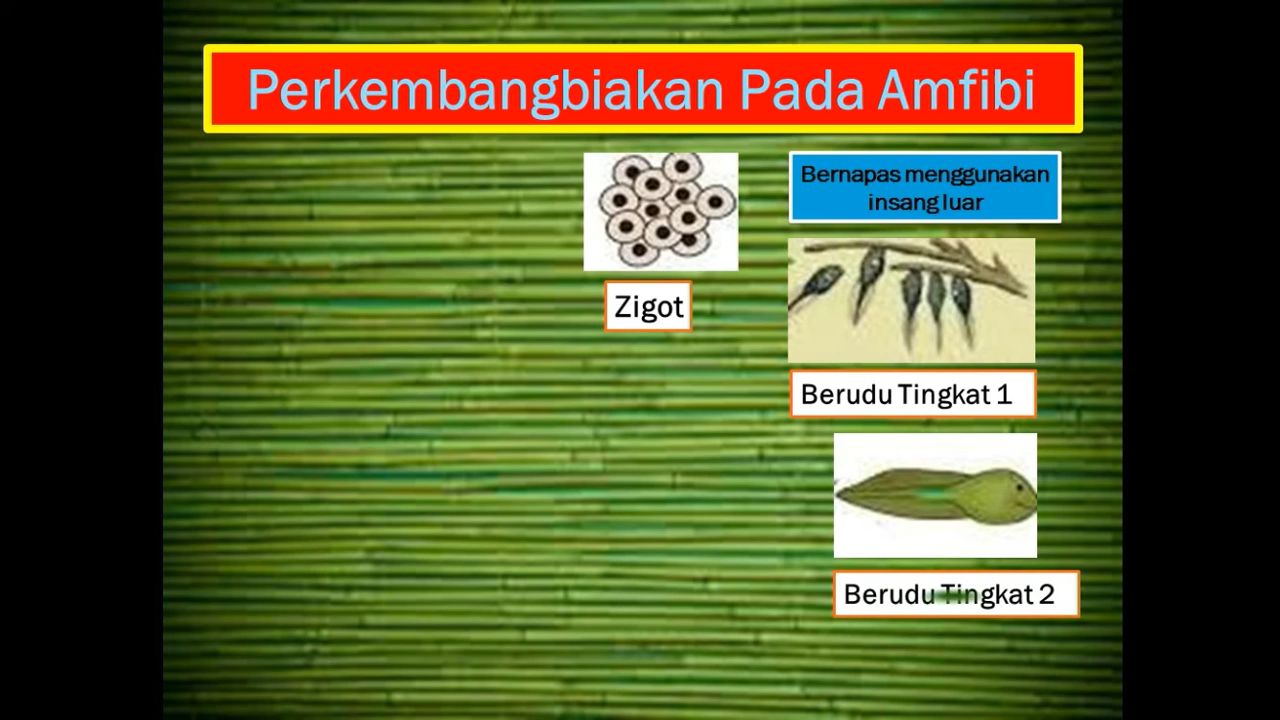 Perkembangbiakan Pada Amfibi
Bernapas menggunakan
insang luar
Zigot
Berudu Tingkat 1
Berudu Tingkat 2